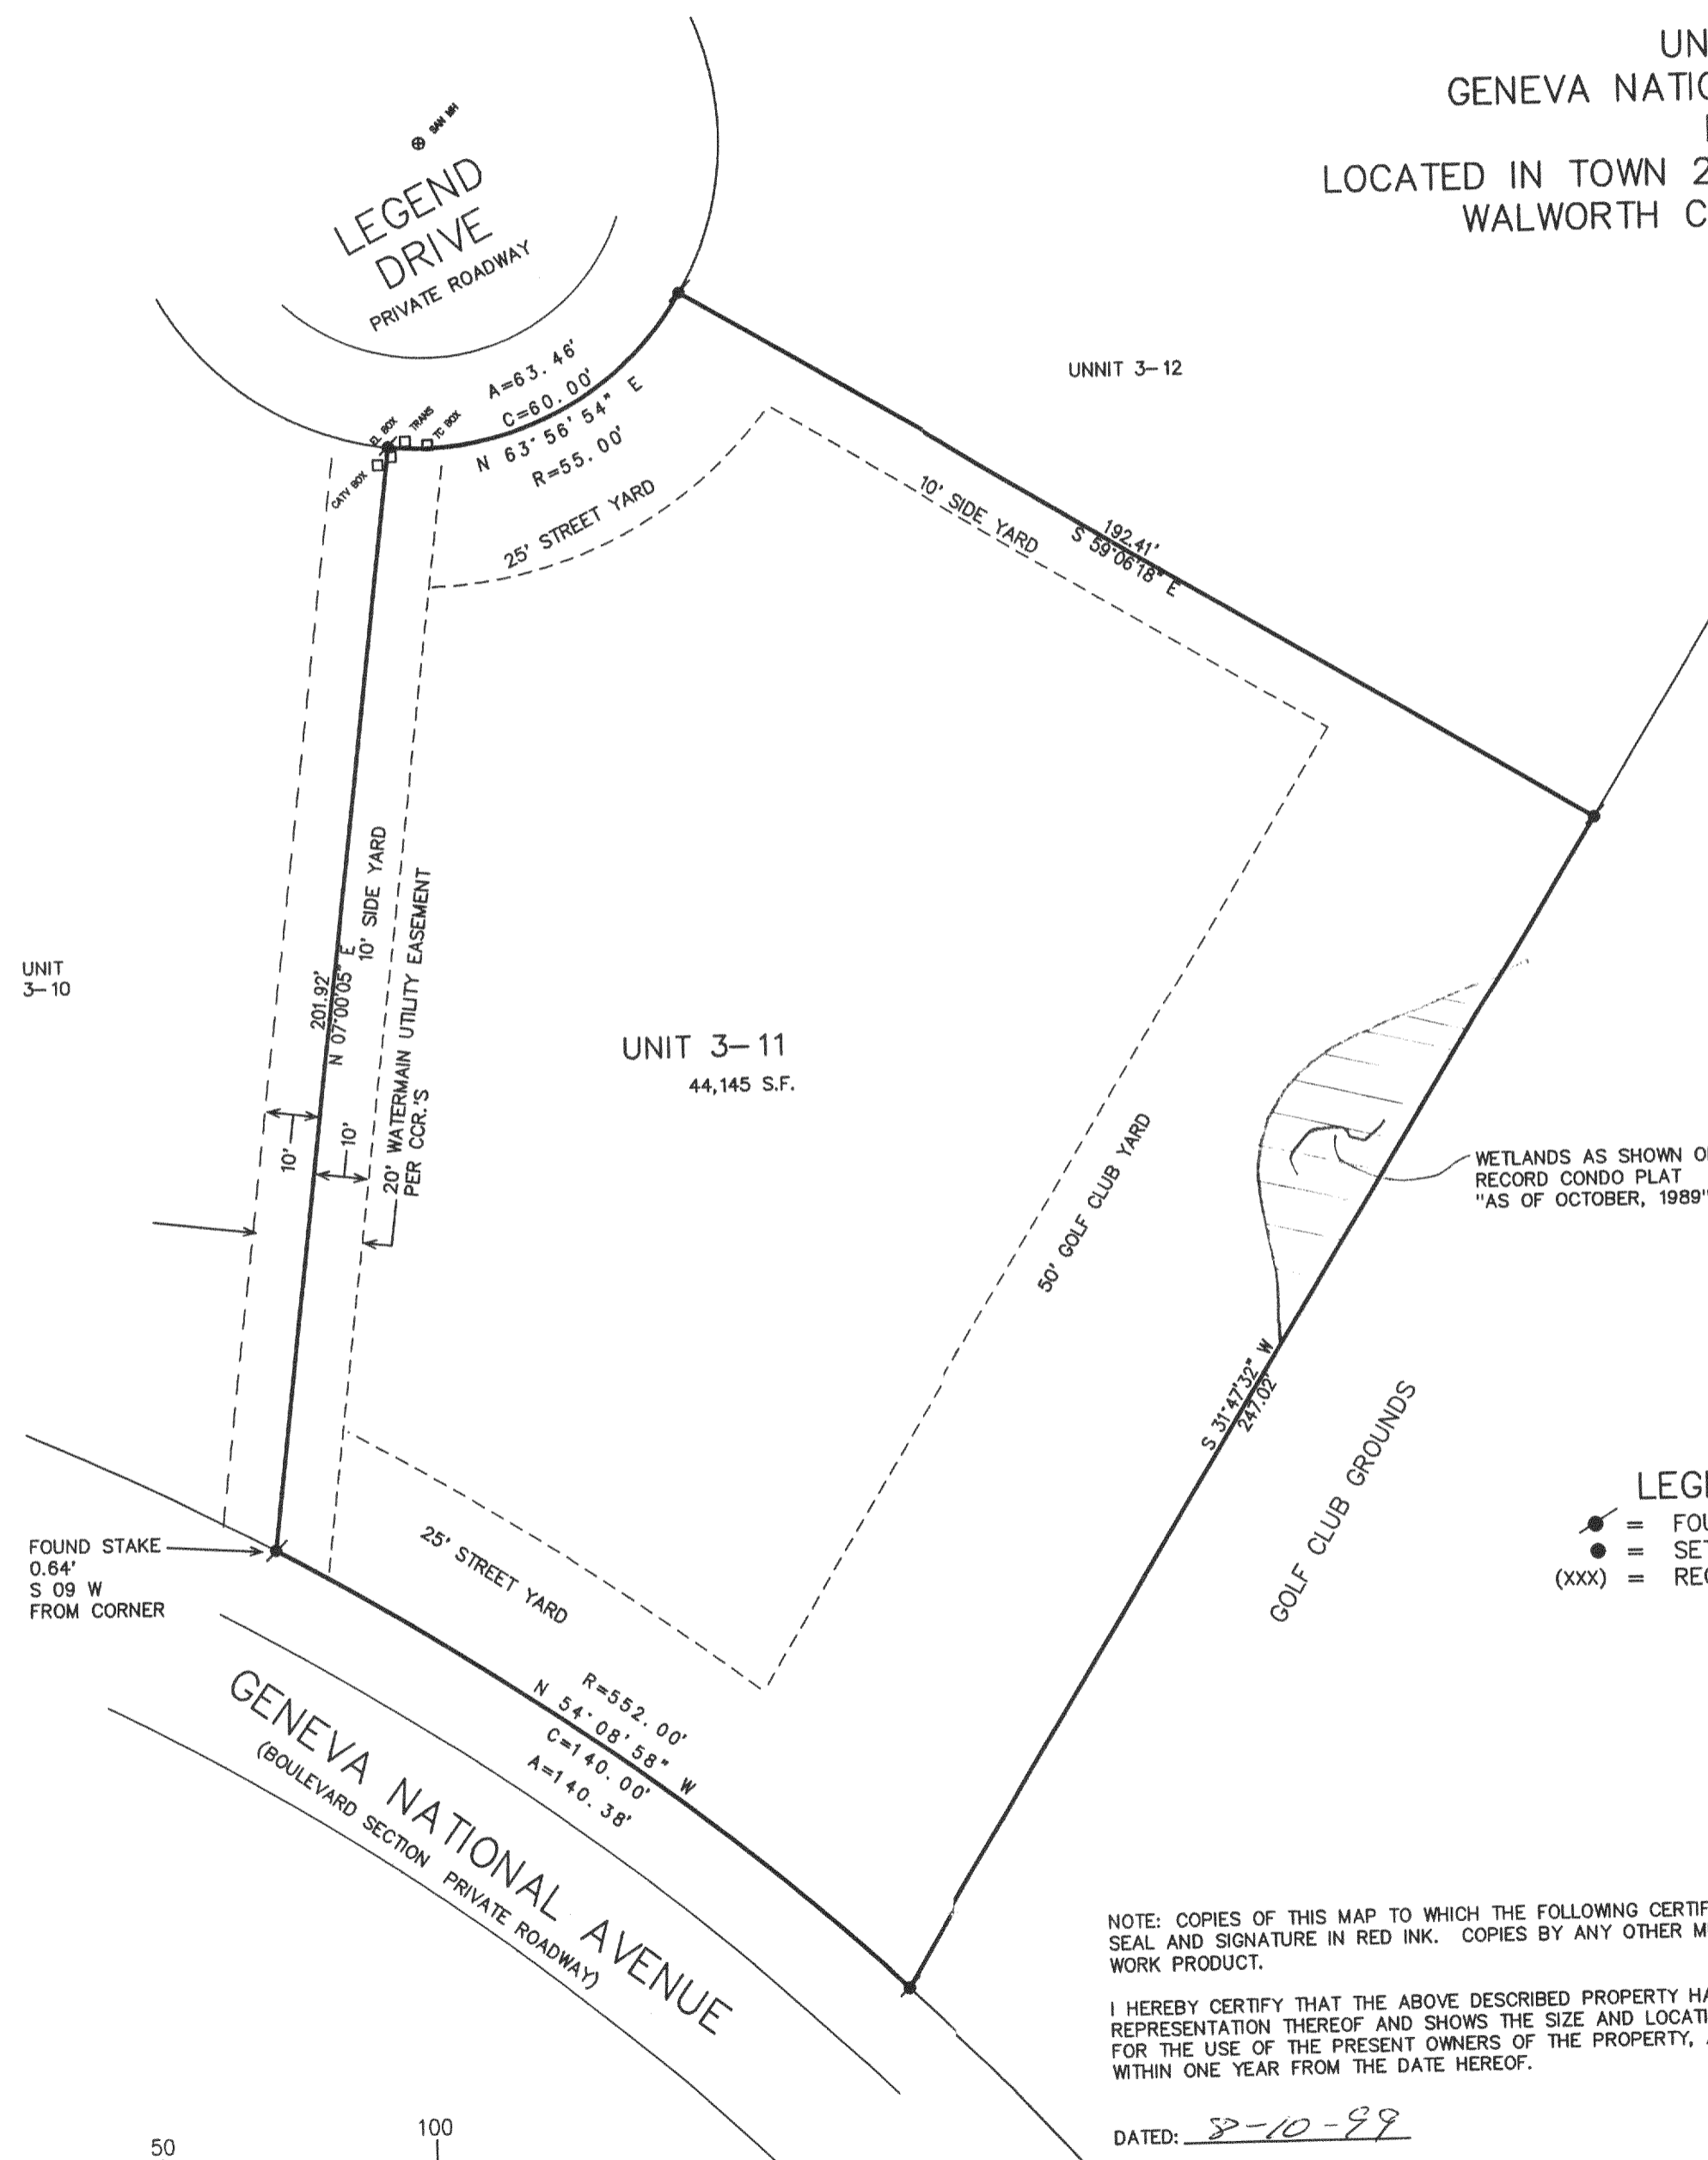 UN
GENEVA NATIO
LOCATED IN TOWN 2
WALWORTH C
SAN MH
LEGEND
DRIVE
PRIVATE ROADWAY
A=63.46'
C=60.00'
N 63°56'54" E
R=55.00'
EL BOX
TRANS
TC BOX
CATV BOX
25' STREET YARD
UNNIT 3-12
10' SIDE YARD
192.41'
S 59°06'18" E
UNIT
3-10
201.92'
N 07°00'05" E
10' SIDE YARD
20' WATERMAIN UTILITY EASEMENT
PER CCR.'S
10'
10'
UNIT 3-11
44,145 S.F.
50' GOLF CLUB YARD
WETLANDS AS SHOWN O
RECORD CONDO PLAT
"AS OF OCTOBER, 1989"
S 31°47'32" W
247.02'
GOLF CLUB GROUNDS
LEG
= FOU
= SET
(XXX) = REC
FOUND STAKE
0.64'
S 09 W
FROM CORNER
25' STREET YARD
R=552.00'
N 54°08'58" W
C=140.00'
A=140.38'
GENEVA NATIONAL AVENUE
(BOULEVARD SECTION PRIVATE ROADWAY)
NOTE: COPIES OF THIS MAP TO WHICH THE FOLLOWING CERTIF
SEAL AND SIGNATURE IN RED INK. COPIES BY ANY OTHER M
WORK PRODUCT.
I HEREBY CERTIFY THAT THE ABOVE DESCRIBED PROPERTY HA
REPRESENTATION THEREOF AND SHOWS THE SIZE AND LOCATI
FOR THE USE OF THE PRESENT OWNERS OF THE PROPERTY,
WITHIN ONE YEAR FROM THE DATE HEREOF.
DATED: 8-10-99
50
100